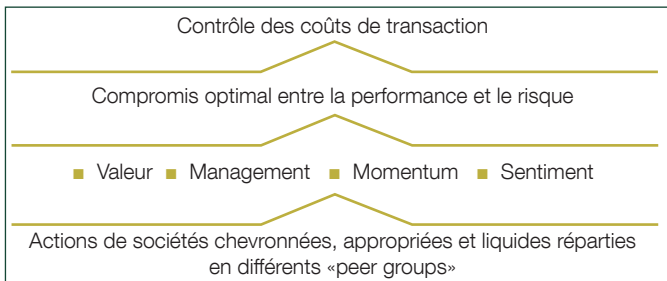 Contrôle des coûts de transaction
Compromis optimal entre la performance et le risque
Valeur Management Momentum Sentiment
Actions de sociétés chevronnées, appropriées et liquides réparties
en différents «peer groups»